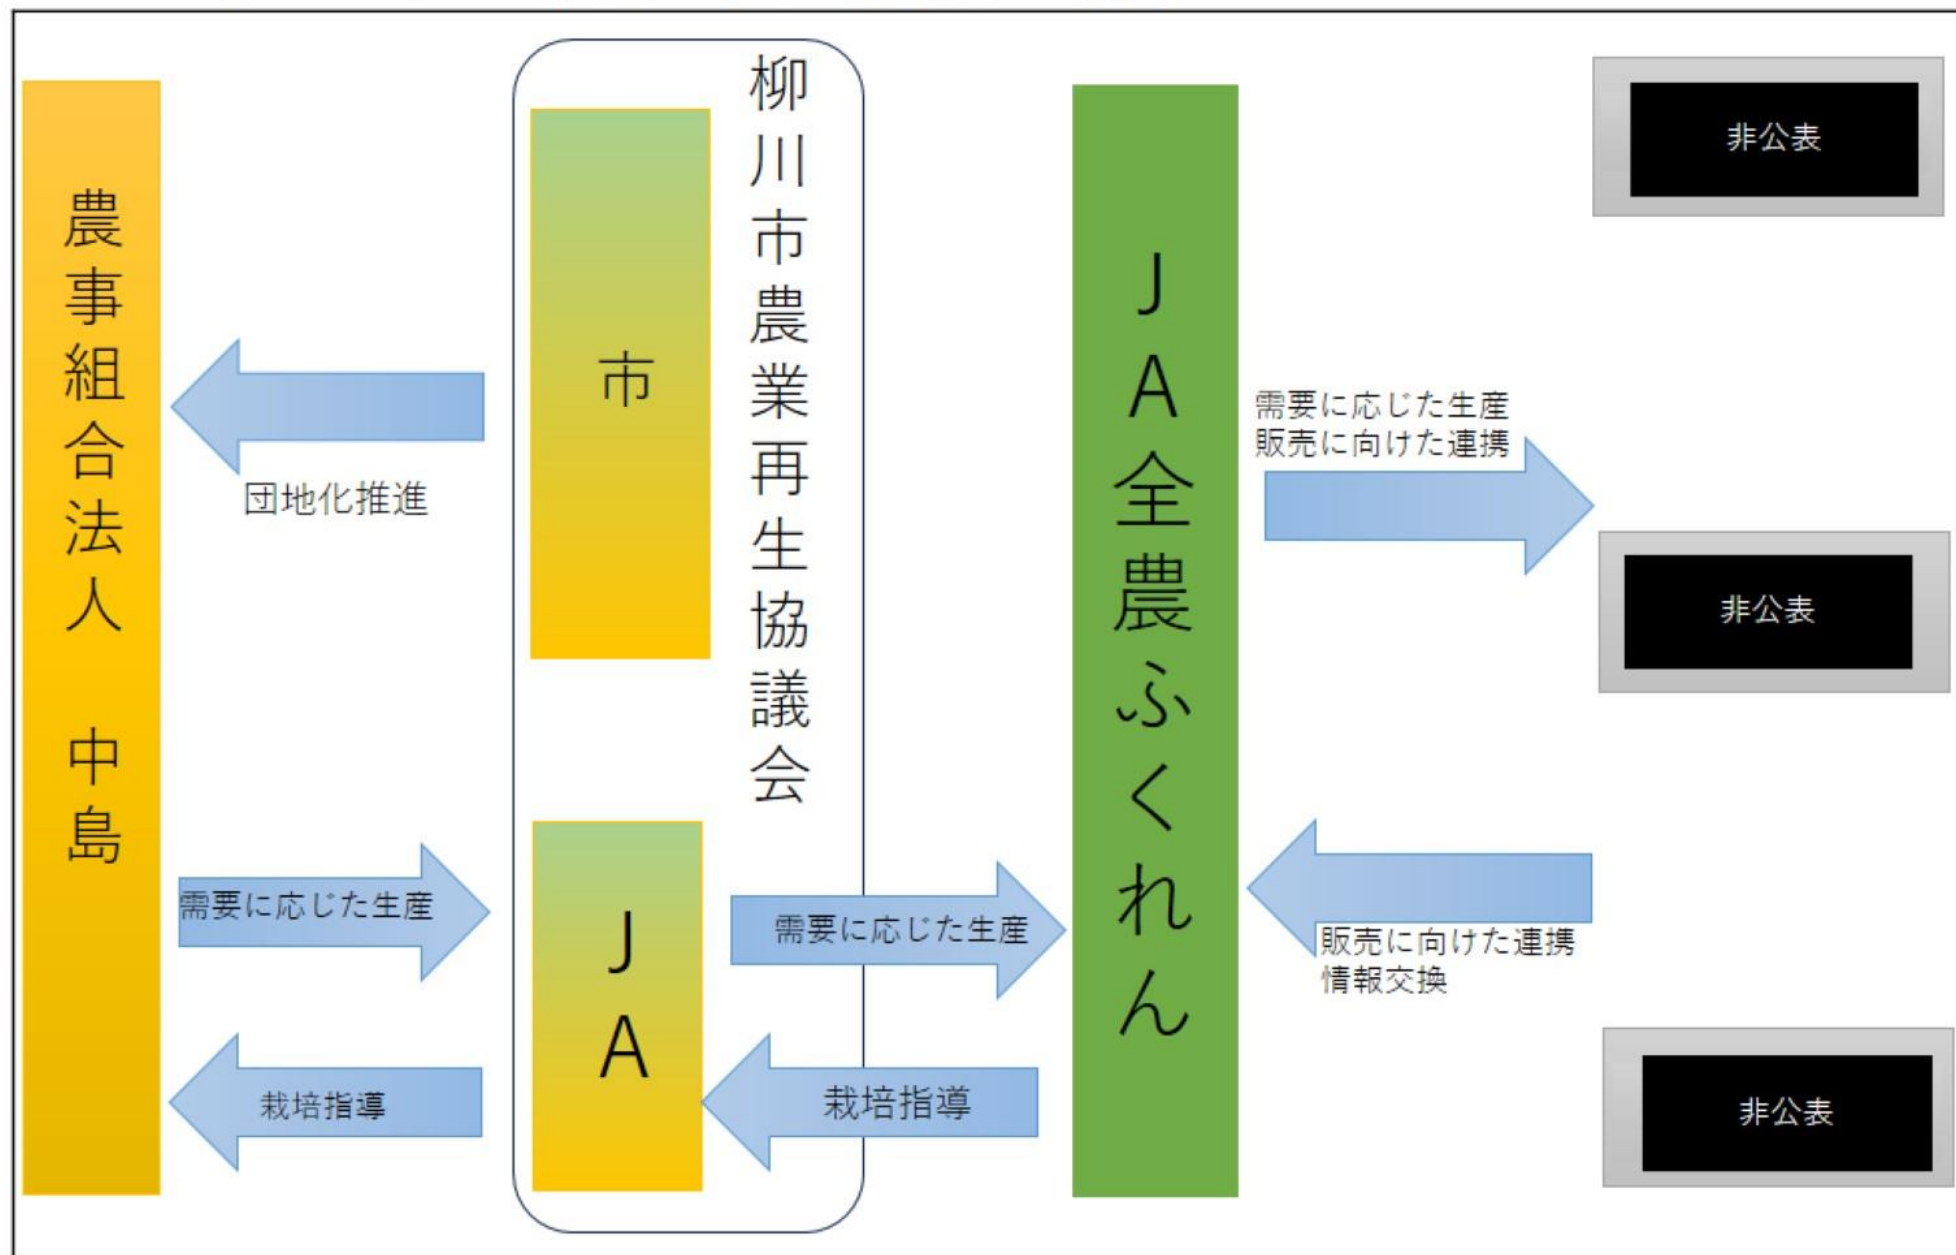 農事組合法人　中島
団地化推進
需要に応じた生産
栽培指導
柳川市農業再生協議会
市
JA
需要に応じた生産
栽培指導
JA全農ふくれん
需要に応じた生産
販売に向けた連携
販売に向けた連携
情報交換
非公表
非公表
非公表